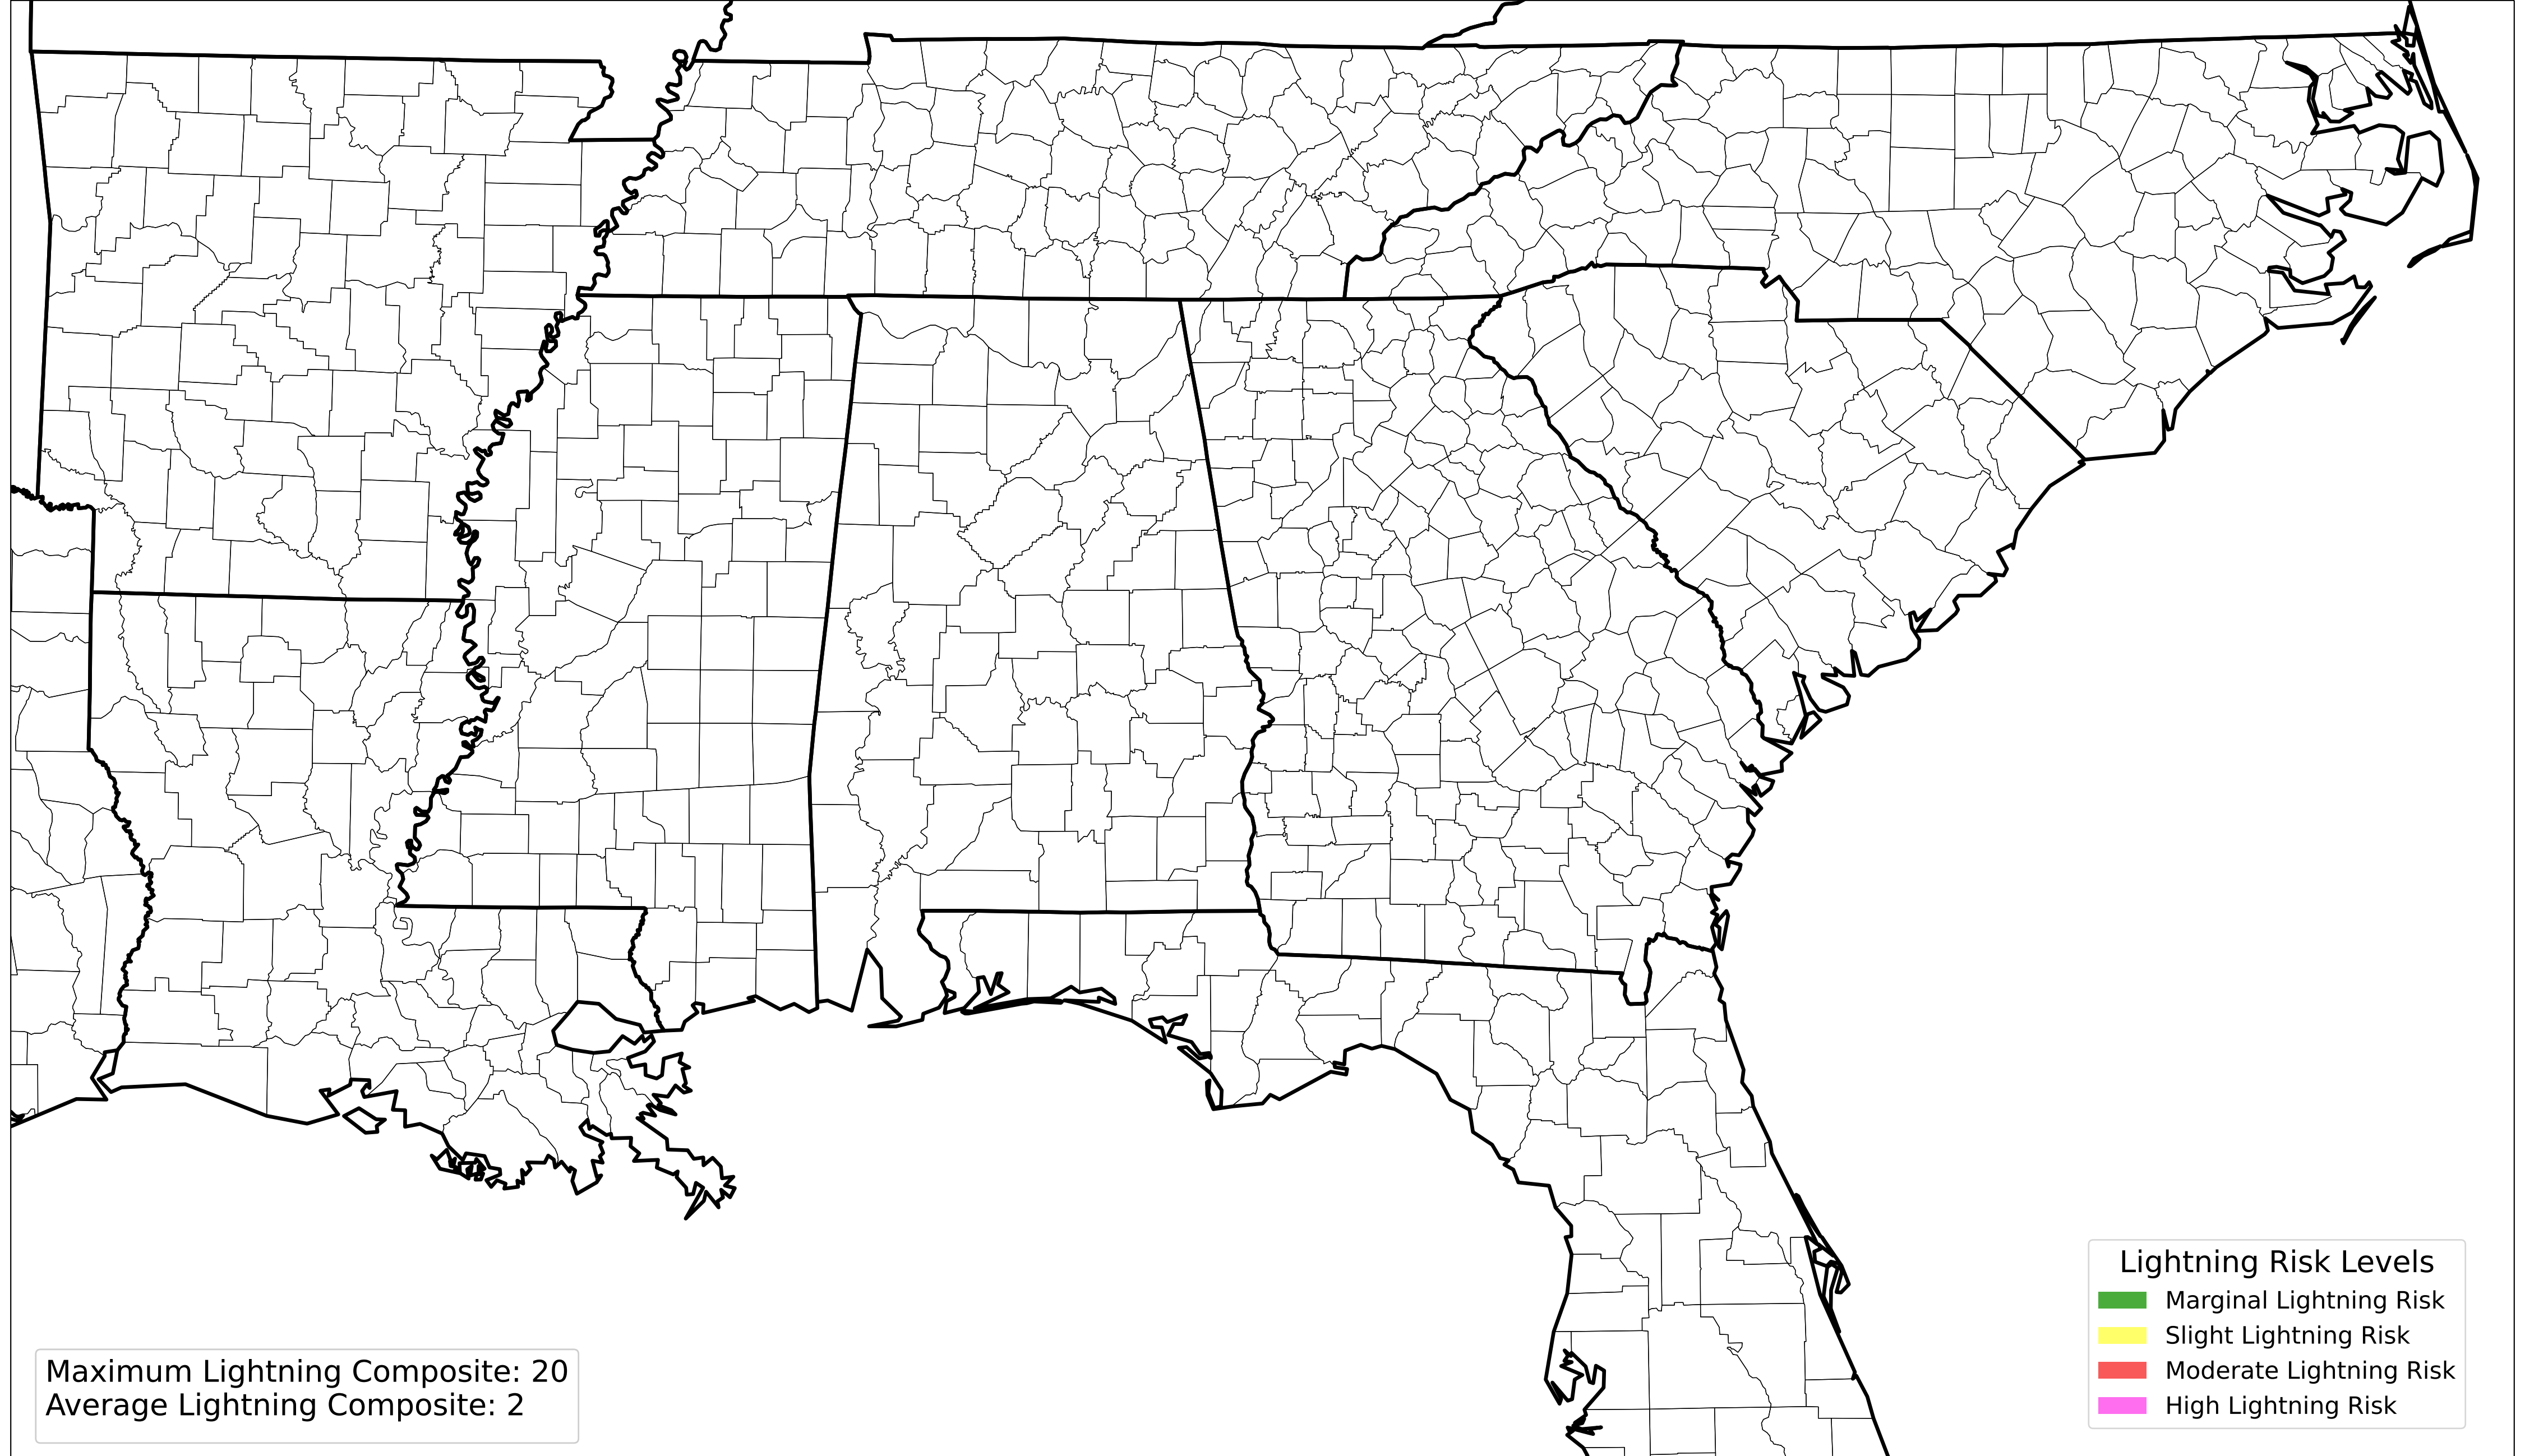 Maximum Lightning Composite: 20
Average Lightning Composite: 2
Lightning Risk Levels
Marginal Lightning Risk
Slight Lightning Risk
Moderate Lightning Risk
High Lightning Risk